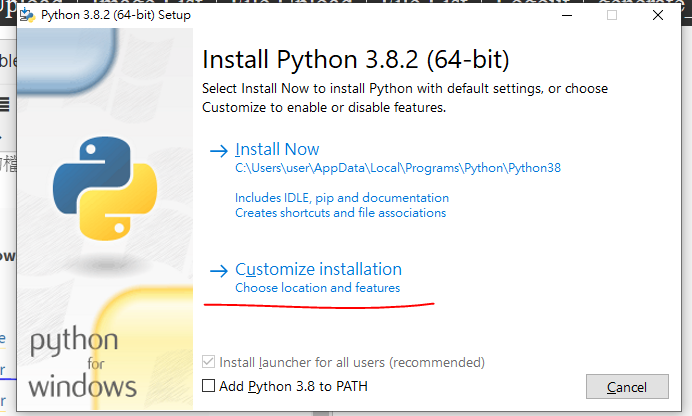 Python 3.8.2 (64-bit) Setup
Install Python 3.8.2 (64-bit)
Select Install Now to install Python with default settings, or choose
Customize to enable or disable features.
Install Now
C:\Users\user\AppData\Local\Programs\Python\Python38
Includes IDLE, pip and documentation
Creates shortcuts and file associations
Customize installation
Choose location and features
python
for
windows
Install launcher for all users (recommended)
Add Python 3.8 to PATH
Cancel